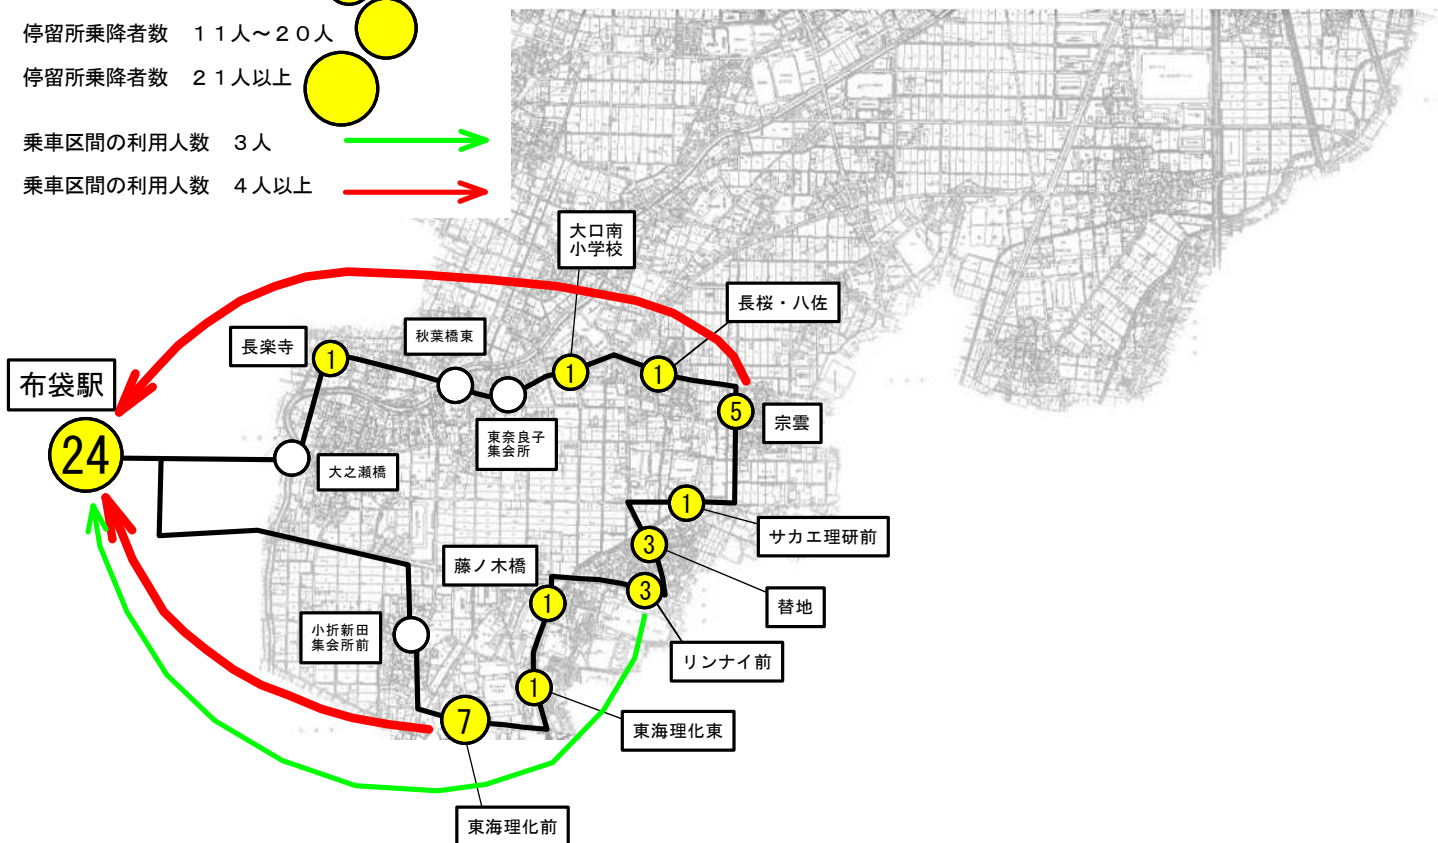 停留所乗降者数　１１人～２０人
停留所乗降者数　２１人以上
乗車区間の利用人数　３人
乗車区間の利用人数　４人以上
大口南
小学校
長桜・八佐
秋葉橋東
長楽寺
1
布袋駅
1
1
5
宗雲
東奈良子
集会所
24
大之瀬橋
1
サカエ理研前
3
藤ノ木橋
3
替地
1
小折新田
集会所前
リンナイ前
1
7
東海理化東
東海理化前